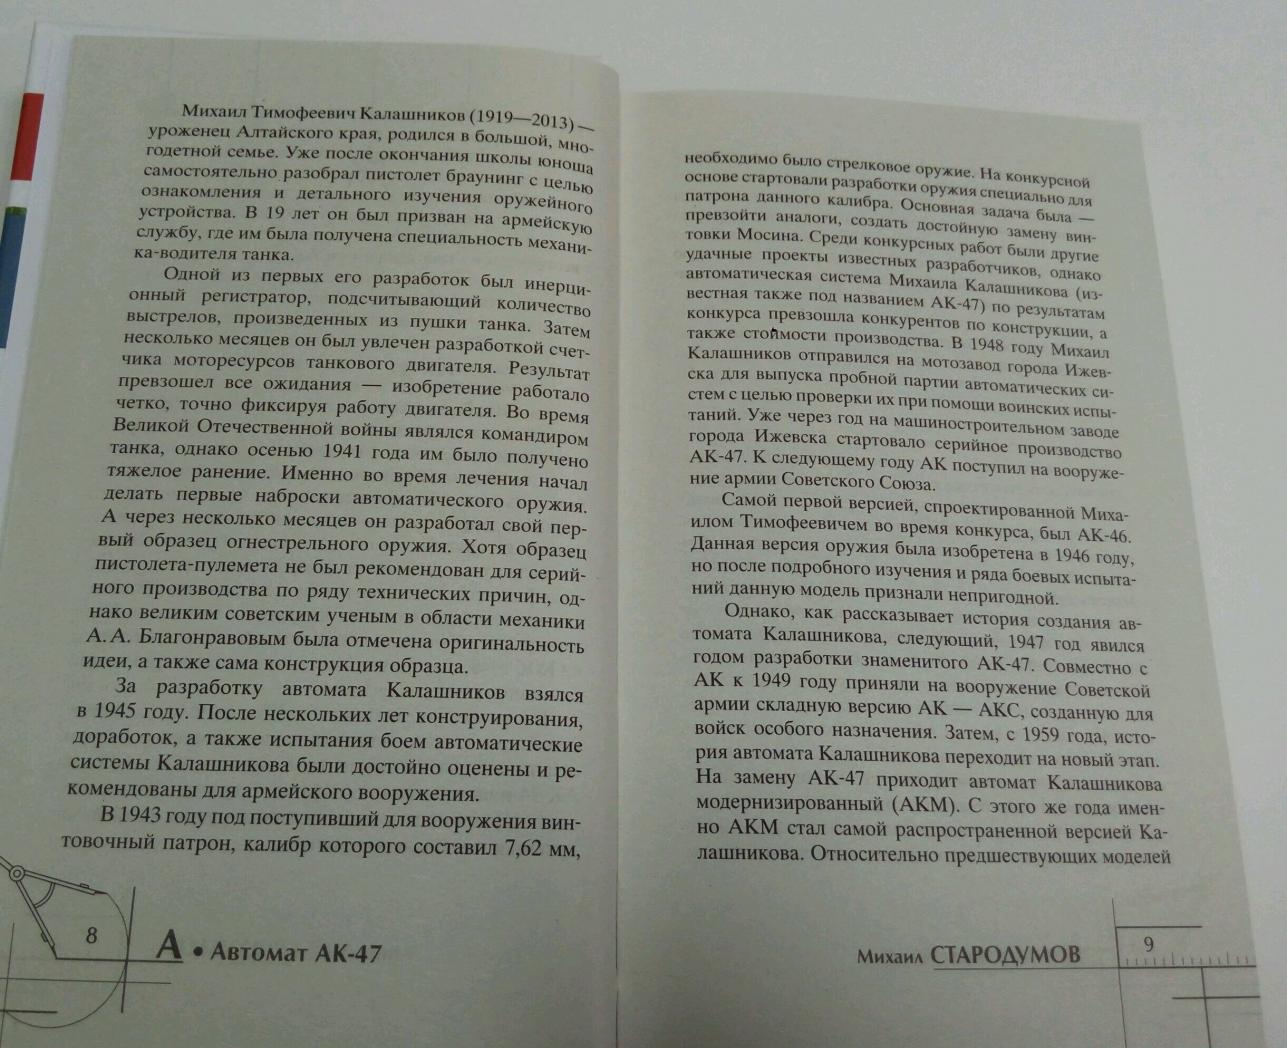 Михаил Тимофеевич Калашников (1919—2013) —
уроженец Алтайского края, родился в большой, мно-
годетной семье. Уже после окончания школы юноша
самостоятельно разобрал пистолет браунинг с целью
ознакомления и детального изучения оружейного
устройства. В 19 лет он был призван на армейскую
службу, где им была получена специальность механи-
ка-водителя танка.
Одной из первых его разработок был инерци-
онный регистратор, подсчитывающий количество
выстрелов, произведенных из пушки танка. Затем
несколько месяцев он был увлечен разработкой счет-
чика моторесурсов танкового двигателя. Результат
превзошел все ожидания — изобретение работало
четко, точно фиксируя работу двигателя. Во время
Великой Отечественной войны являлся командиром
танка, однако осенью 1941 года им было получено
тяжелое ранение. Именно во время лечения начал
делать первые наброски автоматического оружия.
А через несколько месяцев он разработал свой пер-
вый образец огнестрельного оружия. Хотя образец
пистолета-пулемета не был рекомендован для серий-
ного производства по ряду технических причин, од-
нако великим советским ученым в области механики
А. А. Благонравовым была отмечена оригинальность
идеи, а также сама конструкция образца.
За разработку автомата Калашников взялся
в 1945 году. После нескольких лет конструирования,
доработок, а также испытания боем автоматические
системы Калашникова были достойно оценены и ре-
комендованы для армейского вооружения.
В 1943 году под поступивший для вооружения вин-
товочный патрон, калибр которого составил 7,62 мм,
8
А • Автомат АК-47
необходимо было стрелковое оружие. На конкурсной
основе стартовали разработки оружия специально для
патрона данного калибра. Основная задача была —
превзойти аналоги, создать достойную замену вин-
товки Мосина. Среди конкурсных работ были другие
удачные проекты известных разработчиков, однако
автоматическая система Михаила Калашникова (из-
вестная также под названием АК-47) по результатам
конкурса превзошла конкурентов по конструкции, а
также стоимости производства. В 1948 году Михаил
Калашников отправился на мотозавод города Ижев-
ска для выпуска пробной партии автоматических си-
стем с целью проверки их при помощи воинских испы-
таний. Уже через год на машиностроительном заводе
города Ижевска стартовало серийное производство
АК-47. К следующему году АК поступил на вооруже-
ние армии Советского Союза.
Самой первой версией, спроектированной Миха-
илом Тимофеевичем во время конкурса, был АК-46.
Данная версия оружия была изобретена в 1946 году,
но после подробного изучения и ряда боевых испыта-
ний данную модель признали непригодной.
Однако, как рассказывает история создания ав-
томата Калашникова, следующий, 1947 год явился
годом разработки знаменитого АК-47. Совместно с
АК к 1949 году приняли на вооружение Советской
армии складную версию АК — АКС, созданную для
войск особого назначения. Затем, с 1959 года, исто-
рия автомата Калашникова переходит на новый этап.
На замену АК-47 приходит автомат Калашникова
модернизированный (АКМ). С этого же года имен-
но АКМ стал самой распространенной версией Ка-
лашникова. Относительно предшествующих моделей
Михаил СТАРОДУМОВ
9